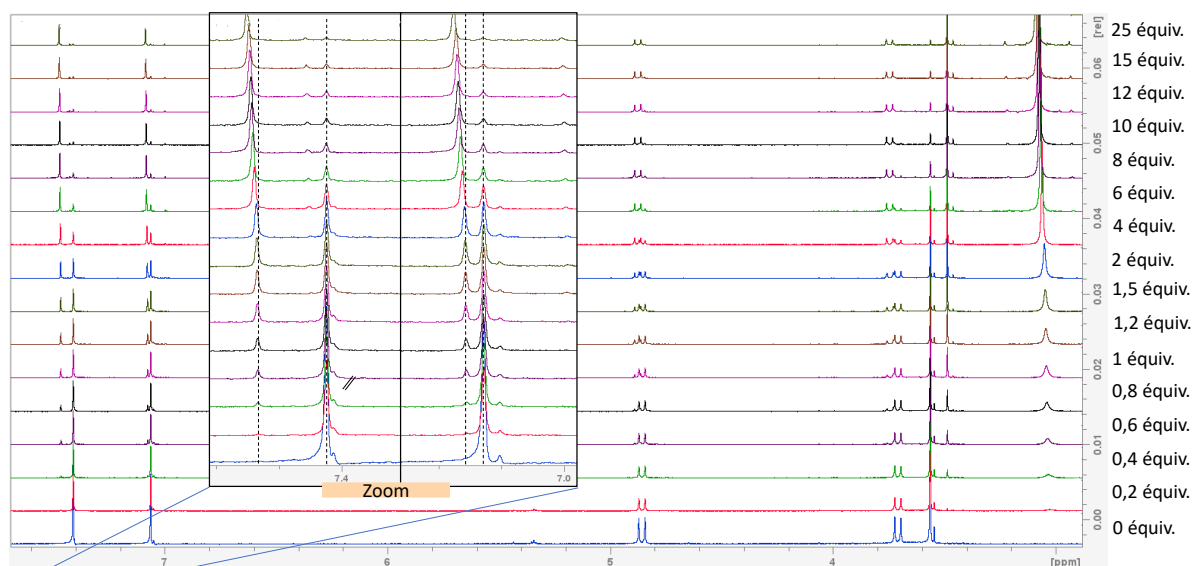 25 équiv.
15 équiv.
12 équiv.
10 équiv.
8 équiv.
6 équiv.
4 équiv.
2 équiv.
1,5 équiv.
1,2 équiv.
1 équiv.
0,8 équiv.
0,6 équiv.
0,4 équiv.
0,2 équiv.
0 équiv.
[rel]
0.06
0.05
0.04
0.03
0.02
0.01
0.00
7.4
7.0
Zoom
7
6
5
4
[ppm]